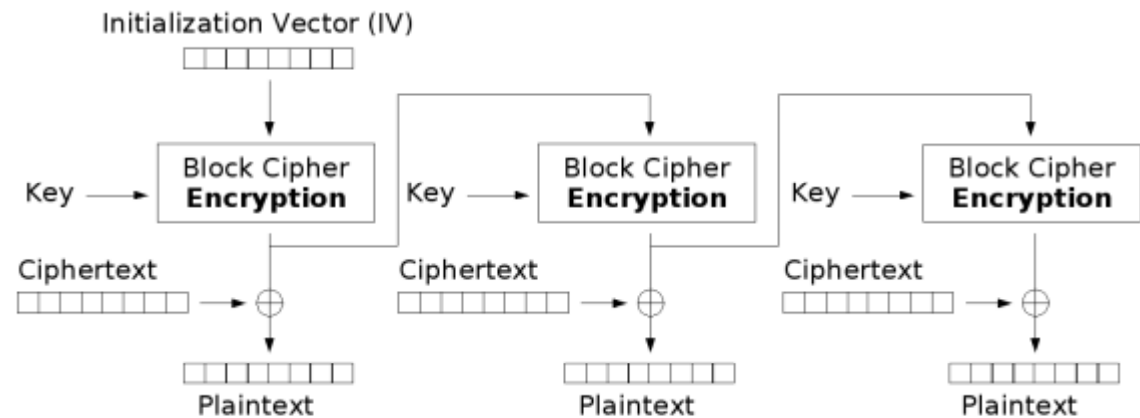 Initialization Vector (IV)
Block Cipher
Encryption
Block Cipher
Encryption
Block Cipher
Encryption
Key
Key
Key
Ciphertext
Ciphertext
Ciphertext
Plaintext
Plaintext
Plaintext